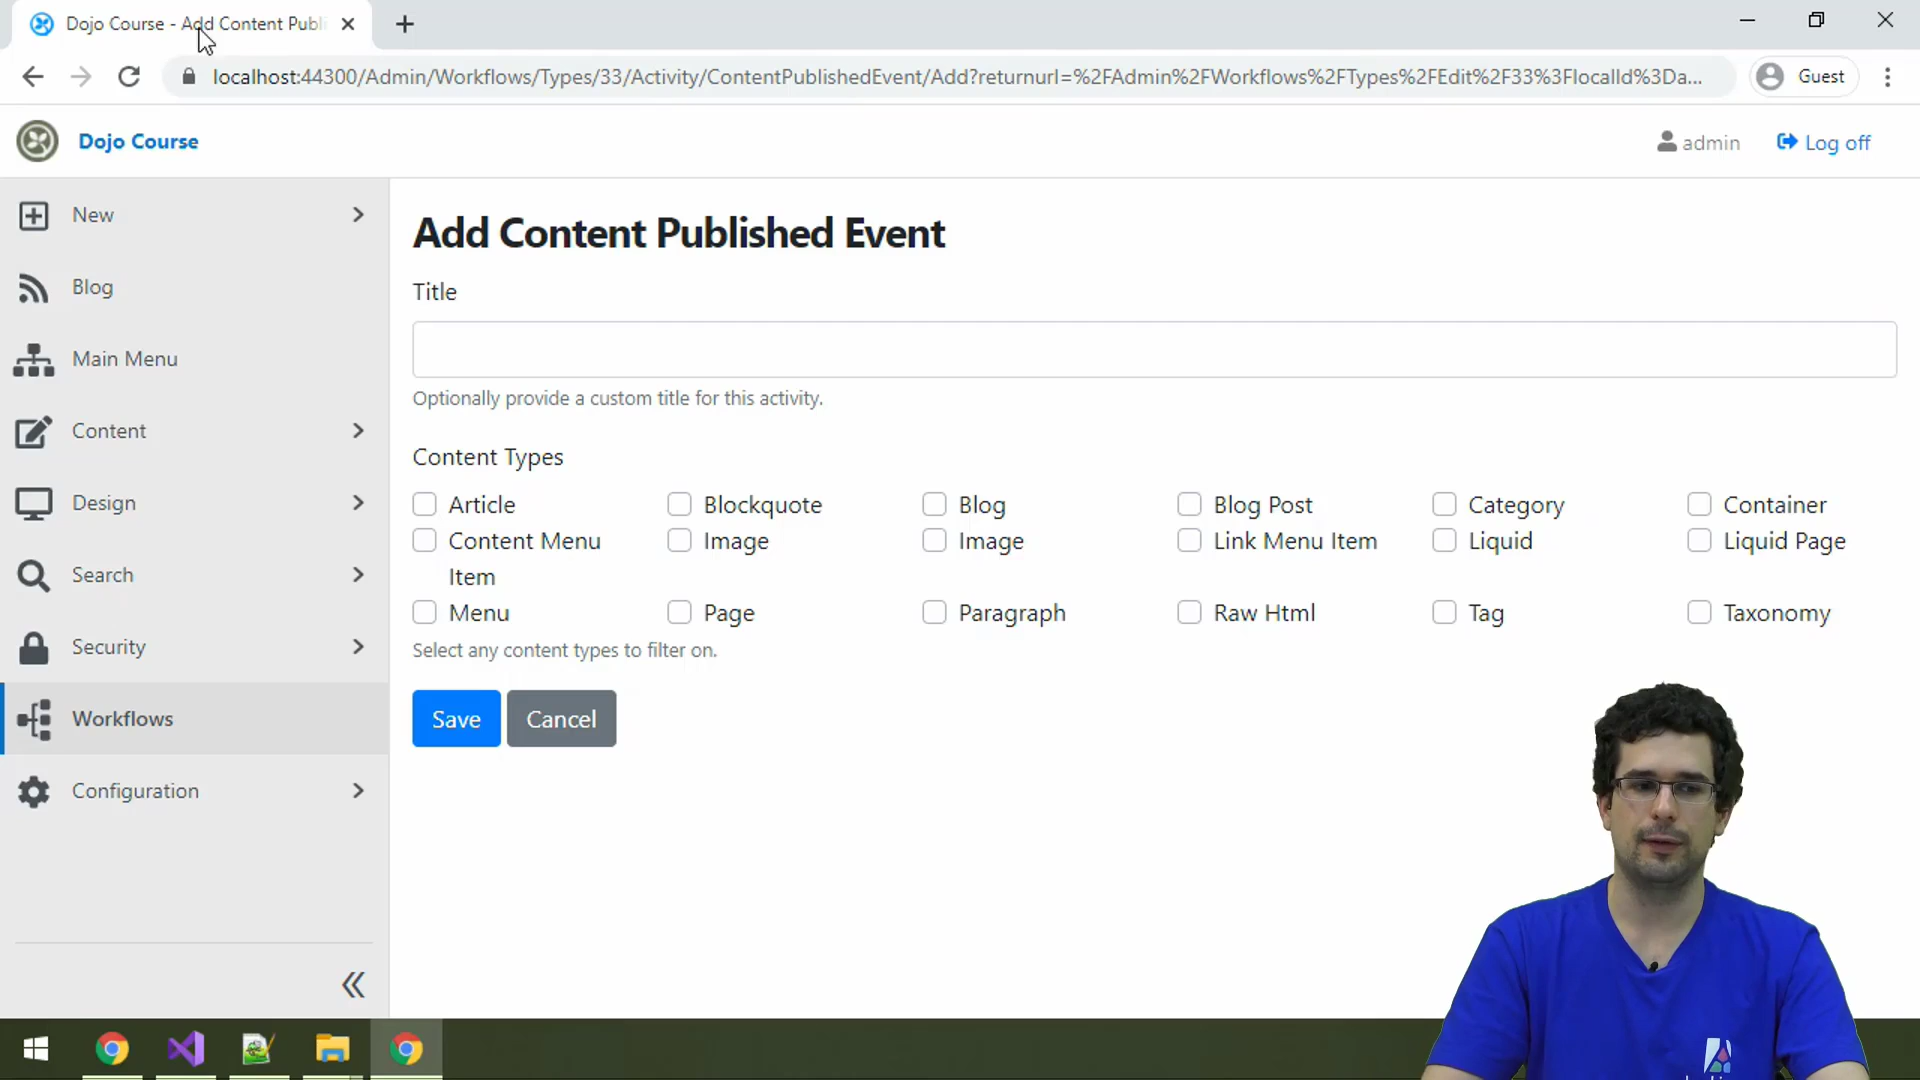 Dojo Course - Add Content Publi
localhost:44300/Admin/Workflows/Types/33/Activity/ContentPublishedEvent/Add?returnurl=%2FAdmin%2FWorkflows%2FTypes%2FEdit%2F33%3FlocalId%3Da...
Guest
Dojo Course
admin
Log off
New
Blog
Main Menu
Content
Design
Search
Security
Workflows
Configuration
Add Content Published Event
Title
Optionally provide a custom title for this activity.
Content Types
Article Blockquote Blog Blog Post Category Container
Content Menu Item Image Image Link Menu Item Liquid Liquid Page
Menu Page Paragraph Raw Html Tag Taxonomy
Select any content types to filter on.
Save Cancel